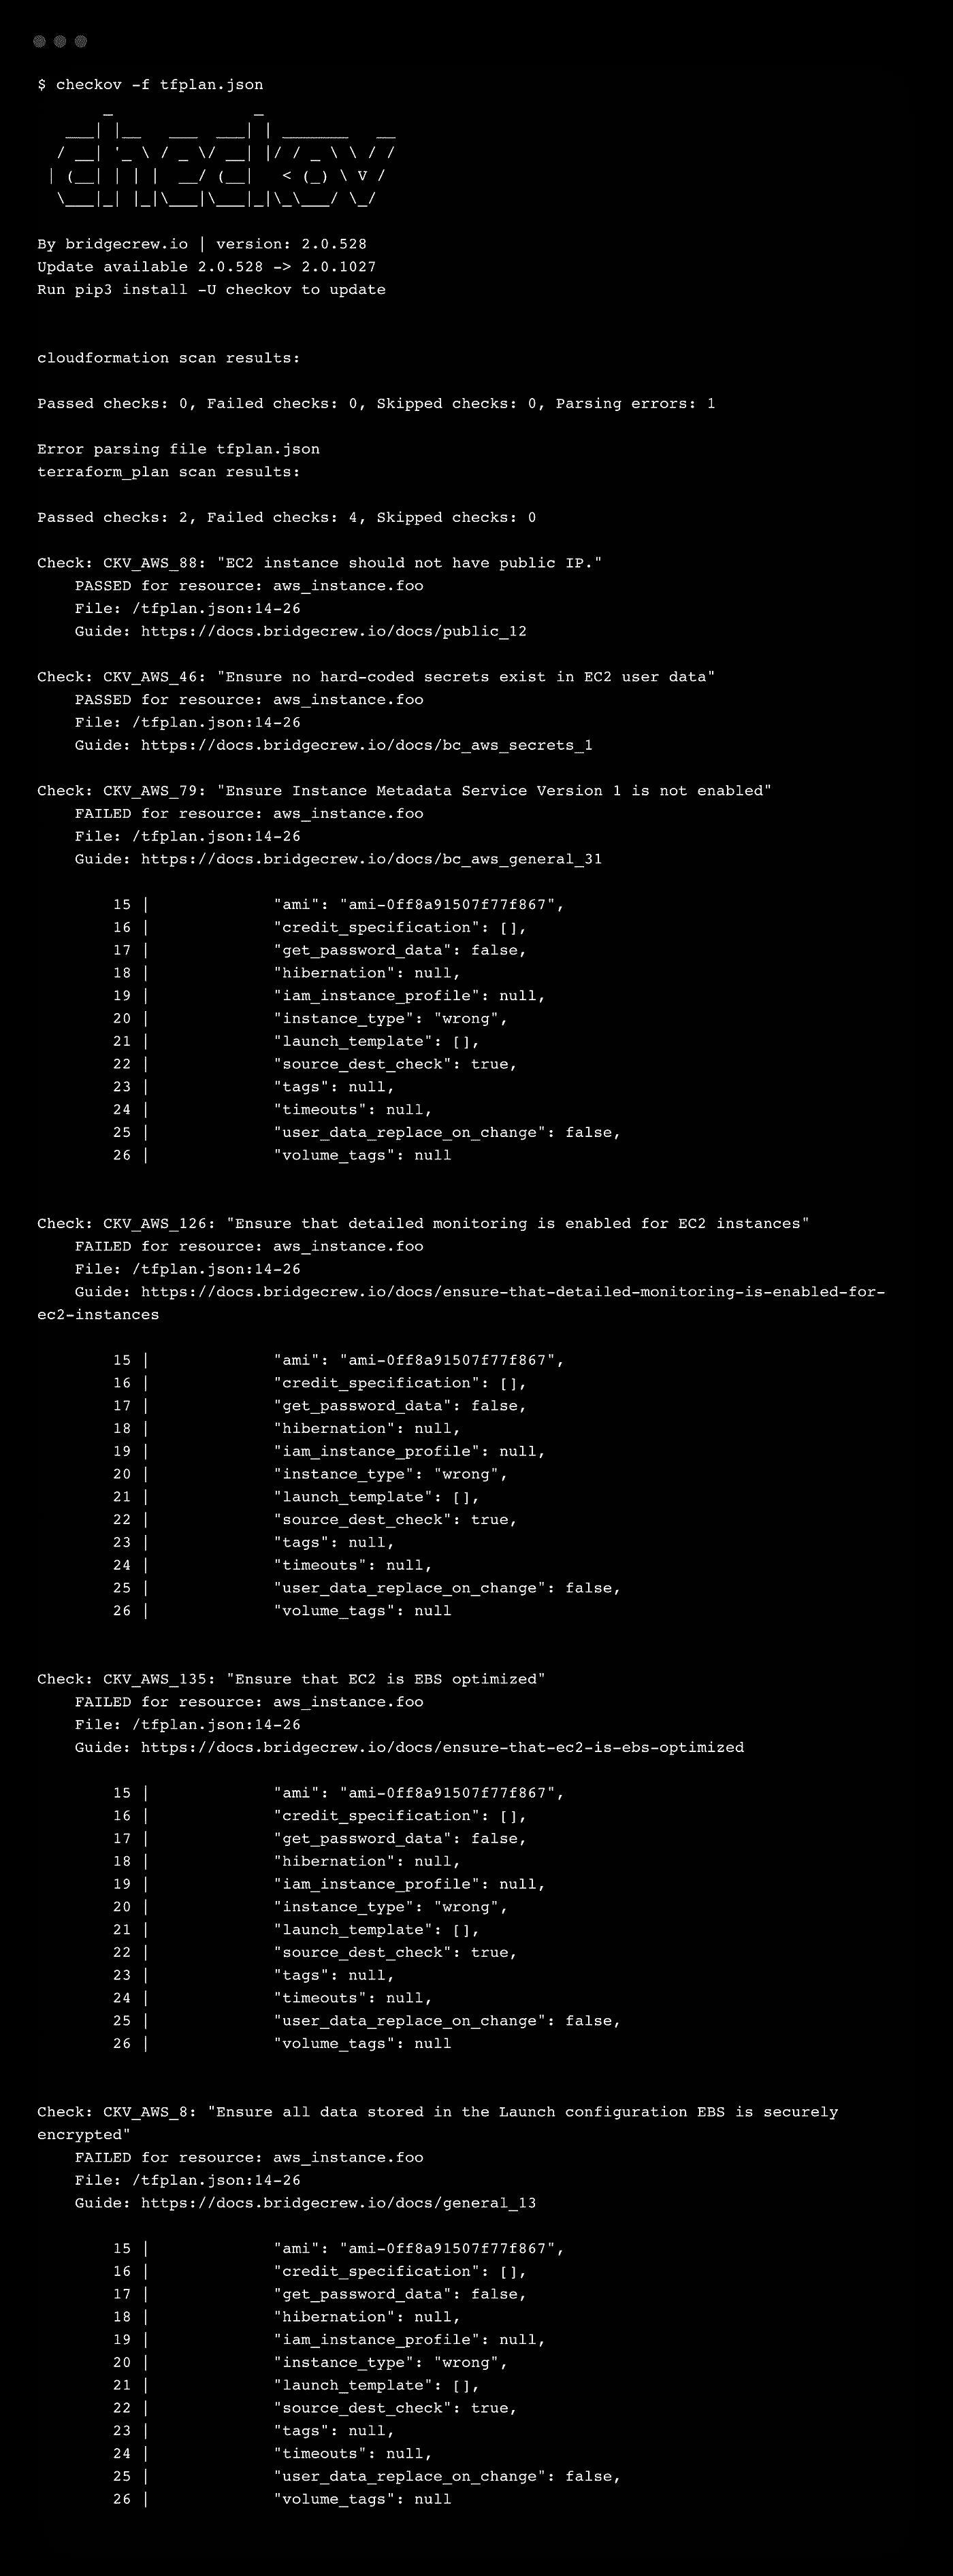 $ checkov -f tfplan.json
       _               _
   ___| |__   ___  ___| | _______   __
  / __| '_ \ / _ \/ __| |/ / _ \ \ / /
 | (__| | | |  __/ (__|   < (_) \ V /
  \___|_| |_|\___|\___|_|\_\___/ \_/
By bridgecrew.io | version: 2.0.528
Update available 2.0.528 -> 2.0.1027
Run pip3 install -U checkov to update
cloudformation scan results:
Passed checks: 0, Failed checks: 0, Skipped checks: 0, Parsing errors: 1
Error parsing file tfplan.json
terraform_plan scan results:
Passed checks: 2, Failed checks: 4, Skipped checks: 0
Check: CKV_AWS_88: "EC2 instance should not have public IP."
    PASSED for resource: aws_instance.foo
    File: /tfplan.json:14-26
    Guide: https://docs.bridgecrew.io/docs/public_12
Check: CKV_AWS_46: "Ensure no hard-coded secrets exist in EC2 user data"
    PASSED for resource: aws_instance.foo
    File: /tfplan.json:14-26
    Guide: https://docs.bridgecrew.io/docs/bc_aws_secrets_1
Check: CKV_AWS_79: "Ensure Instance Metadata Service Version 1 is not enabled"
    FAILED for resource: aws_instance.foo
    File: /tfplan.json:14-26
    Guide: https://docs.bridgecrew.io/docs/bc_aws_general_31
        15 |             "ami": "ami-0ff8a91507f77f867",
        16 |             "credit_specification": [],
        17 |             "get_password_data": false,
        18 |             "hibernation": null,
        19 |             "iam_instance_profile": null,
        20 |             "instance_type": "wrong",
        21 |             "launch_template": [],
        22 |             "source_dest_check": true,
        23 |             "tags": null,
        24 |             "timeouts": null,
        25 |             "user_data_replace_on_change": false,
        26 |             "volume_tags": null
Check: CKV_AWS_126: "Ensure that detailed monitoring is enabled for EC2 instances"
    FAILED for resource: aws_instance.foo
    File: /tfplan.json:14-26
    Guide: https://docs.bridgecrew.io/docs/ensure-that-detailed-monitoring-is-enabled-for-
ec2-instances
        15 |             "ami": "ami-0ff8a91507f77f867",
        16 |             "credit_specification": [],
        17 |             "get_password_data": false,
        18 |             "hibernation": null,
        19 |             "iam_instance_profile": null,
        20 |             "instance_type": "wrong",
        21 |             "launch_template": [],
        22 |             "source_dest_check": true,
        23 |             "tags": null,
        24 |             "timeouts": null,
        25 |             "user_data_replace_on_change": false,
        26 |             "volume_tags": null
Check: CKV_AWS_135: "Ensure that EC2 is EBS optimized"
    FAILED for resource: aws_instance.foo
    File: /tfplan.json:14-26
    Guide: https://docs.bridgecrew.io/docs/ensure-that-ec2-is-ebs-optimized
        15 |             "ami": "ami-0ff8a91507f77f867",
        16 |             "credit_specification": [],
        17 |             "get_password_data": false,
        18 |             "hibernation": null,
        19 |             "iam_instance_profile": null,
        20 |             "instance_type": "wrong",
        21 |             "launch_template": [],
        22 |             "source_dest_check": true,
        23 |             "tags": null,
        24 |             "timeouts": null,
        25 |             "user_data_replace_on_change": false,
        26 |             "volume_tags": null
Check: CKV_AWS_8: "Ensure all data stored in the Launch configuration EBS is securely
encrypted"
    FAILED for resource: aws_instance.foo
    File: /tfplan.json:14-26
    Guide: https://docs.bridgecrew.io/docs/general_13
        15 |             "ami": "ami-0ff8a91507f77f867",
        16 |             "credit_specification": [],
        17 |             "get_password_data": false,
        18 |             "hibernation": null,
        19 |             "iam_instance_profile": null,
        20 |             "instance_type": "wrong",
        21 |             "launch_template": [],
        22 |             "source_dest_check": true,
        23 |             "tags": null,
        24 |             "timeouts": null,
        25 |             "user_data_replace_on_change": false,
        26 |             "volume_tags": null